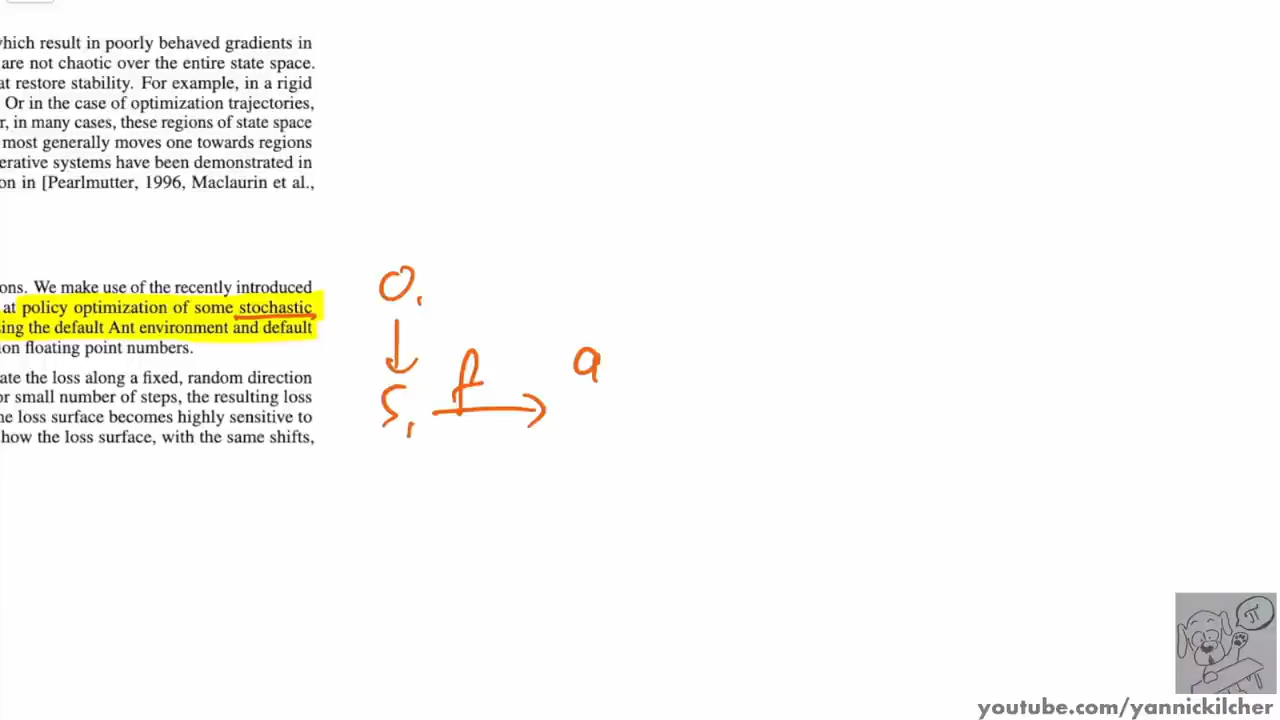 which result in poorly behaved gradients in
are not chaotic over the entire state space.
at restore stability. For example, in a rigid
Or in the case of optimization trajectories,
r, in many cases, these regions of state space
most generally moves one towards regions
erative systems have been demonstrated in
on in [Pearlmutter, 1996, Maclaurin et al.,
ons. We make use of the recently introduced
at policy optimization of some stochastic
ing the default Ant environment and default
ion floating point numbers.
ate the loss along a fixed, random direction
or small number of steps, the resulting loss
he loss surface becomes highly sensitive to
show the loss surface, with the same shifts,
O1
S1
f
a
π
youtube.com/yannickilcher